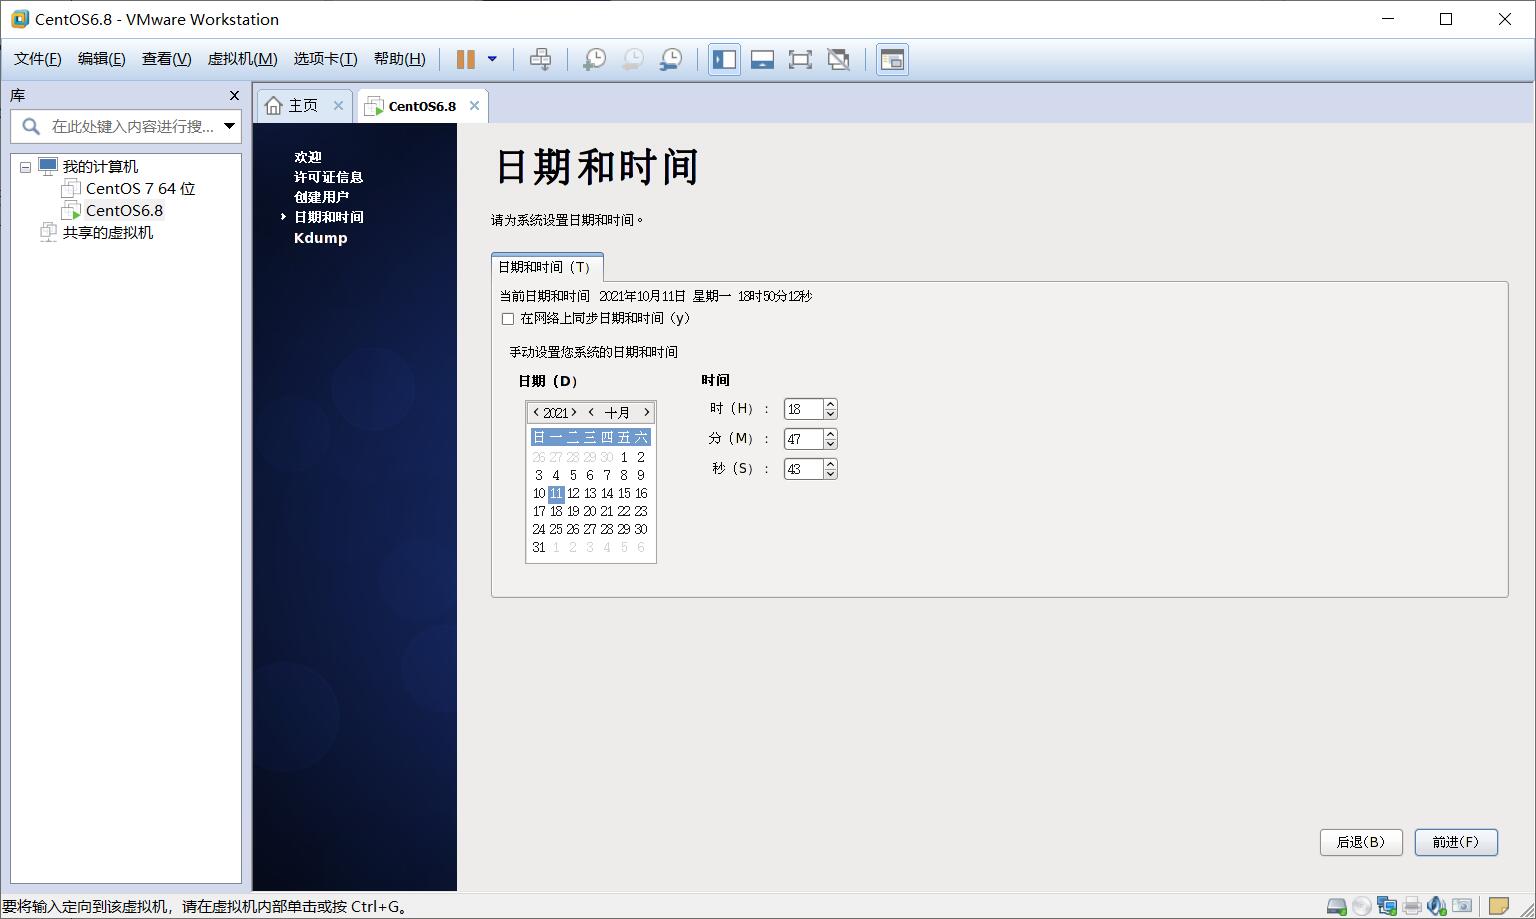 CentOS6.8 - VMware Workstation
文件(F) 编辑(E) 查看(V) 虚拟机(M) 选项卡(T) 帮助(H)
库
在此处键入内容进行搜...
我的计算机
CentOS 7 64 位
CentOS6.8
共享的虚拟机
主页
CentOS6.8
欢迎
许可证信息
创建用户
日期和时间
Kdump
日期和时间
请为系统设置日期和时间。
日期和时间（T）
当前日期和时间 2021年10月11日 星期一 18时50分12秒
在网络上同步日期和时间（y）
手动设置您系统的日期和时间
日期（D）
2021 十月
日 一 二 三 四 五 六
26 27 28 29 30 1 2
3 4 5 6 7 8 9
10 11 12 13 14 15 16
17 18 19 20 21 22 23
24 25 26 27 28 29 30
31 1 2 3 4 5 6
时间
时（H）： 18
分（M）： 47
秒（S）： 43
后退(B) 前进(F)
要将输入定向到该虚拟机，请在虚拟机内部单击或按 Ctrl+G。